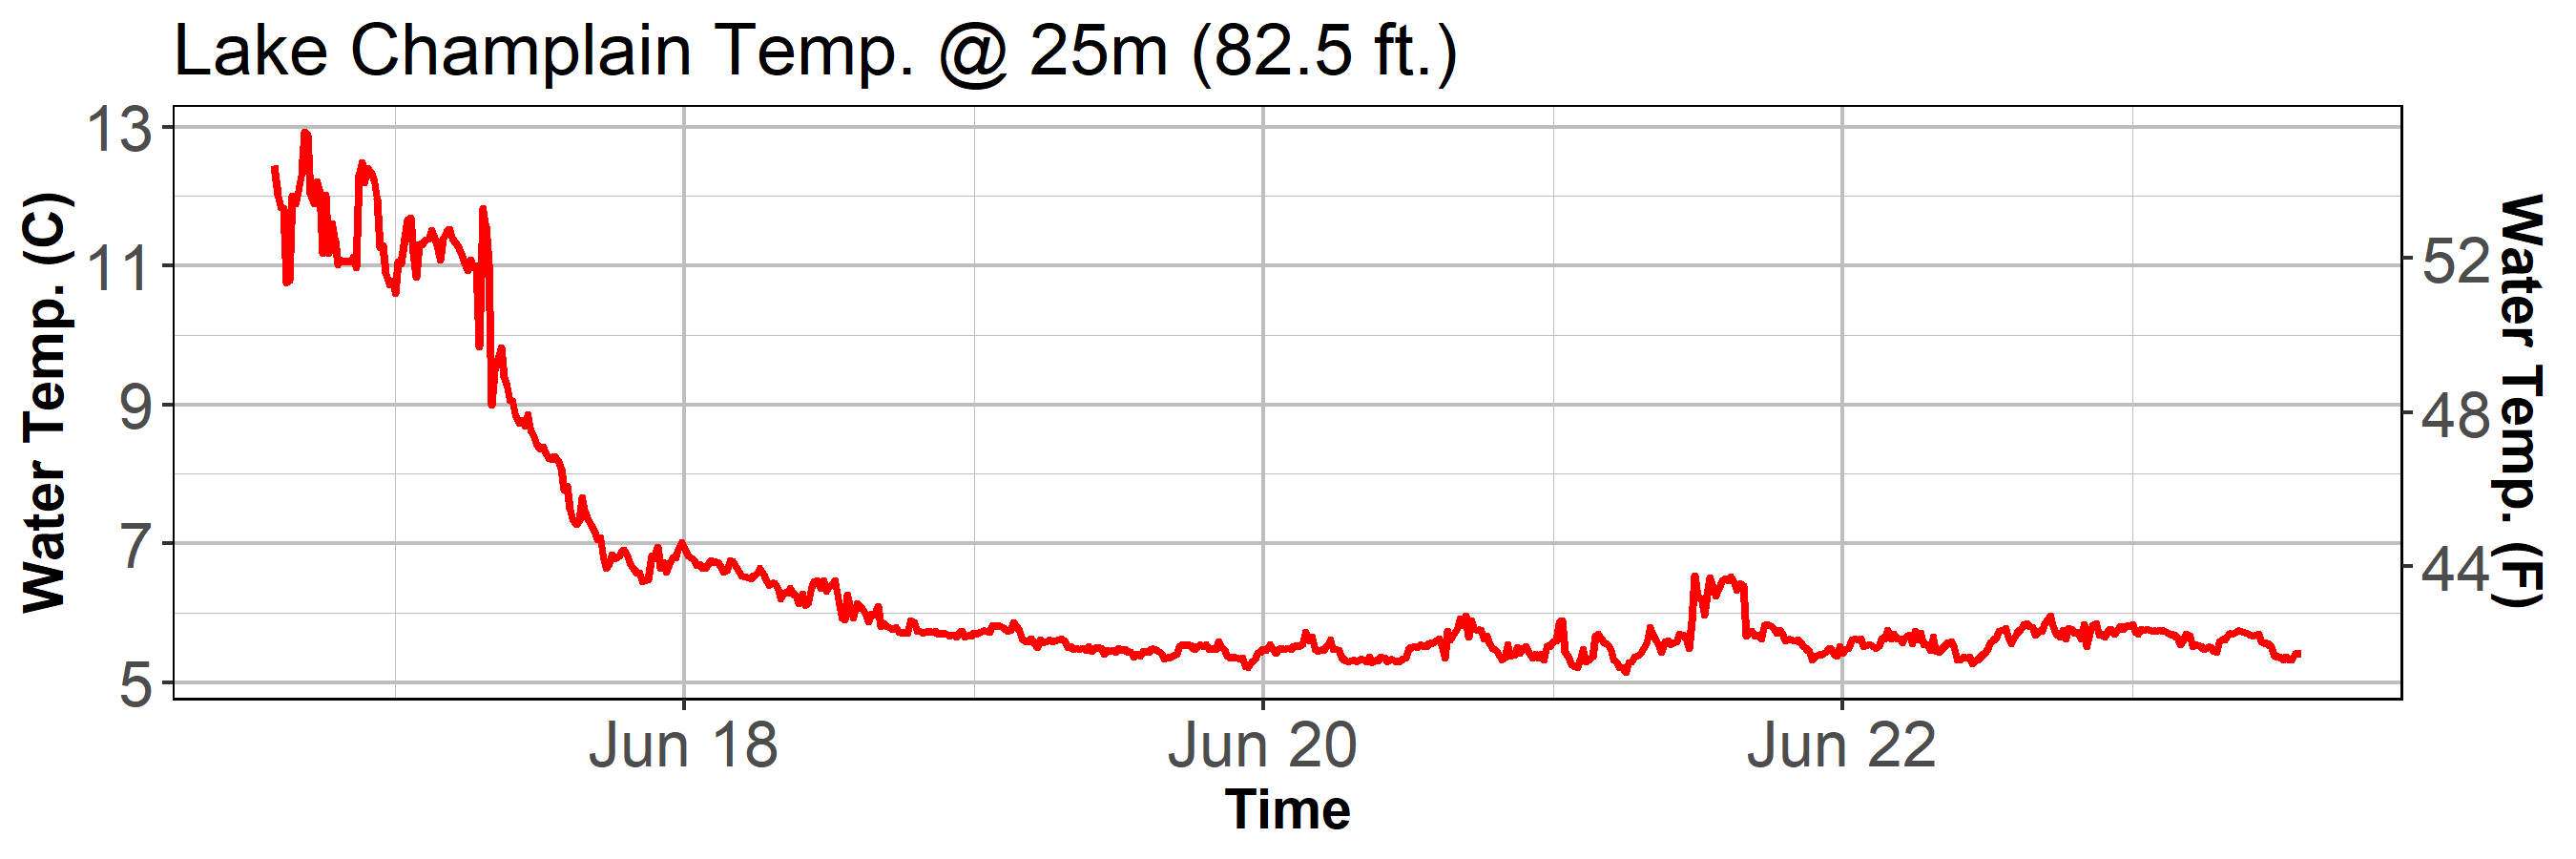 Lake Champlain Temp. @ 25m (82.5 ft.)
Water Temp. (C)
13
11
9
7
5
52
48
44
Water Temp. (F)
Jun 18
Jun 20
Jun 22
Time